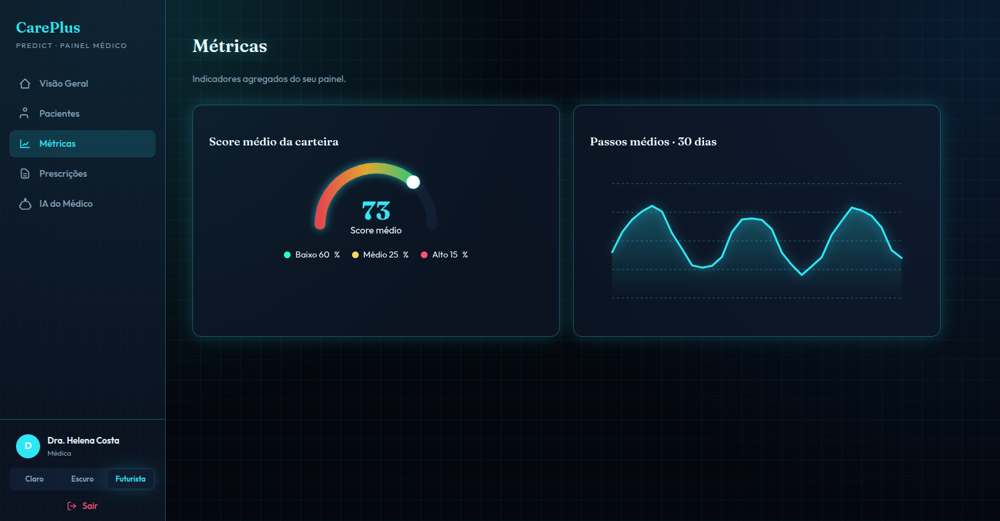 CarePlus
PREDICT · PAINEL MÉDICO
Visão Geral
Pacientes
Métricas
Prescrições
IA do Médico
D
Dra. Helena Costa
Médica
Claro Escuro Futurista
Sair
Métricas
Indicadores agregados do seu painel.
Score médio da carteira
73
Score médio
Baixo 60 % Médio 25 % Alto 15 %
Passos médios · 30 dias